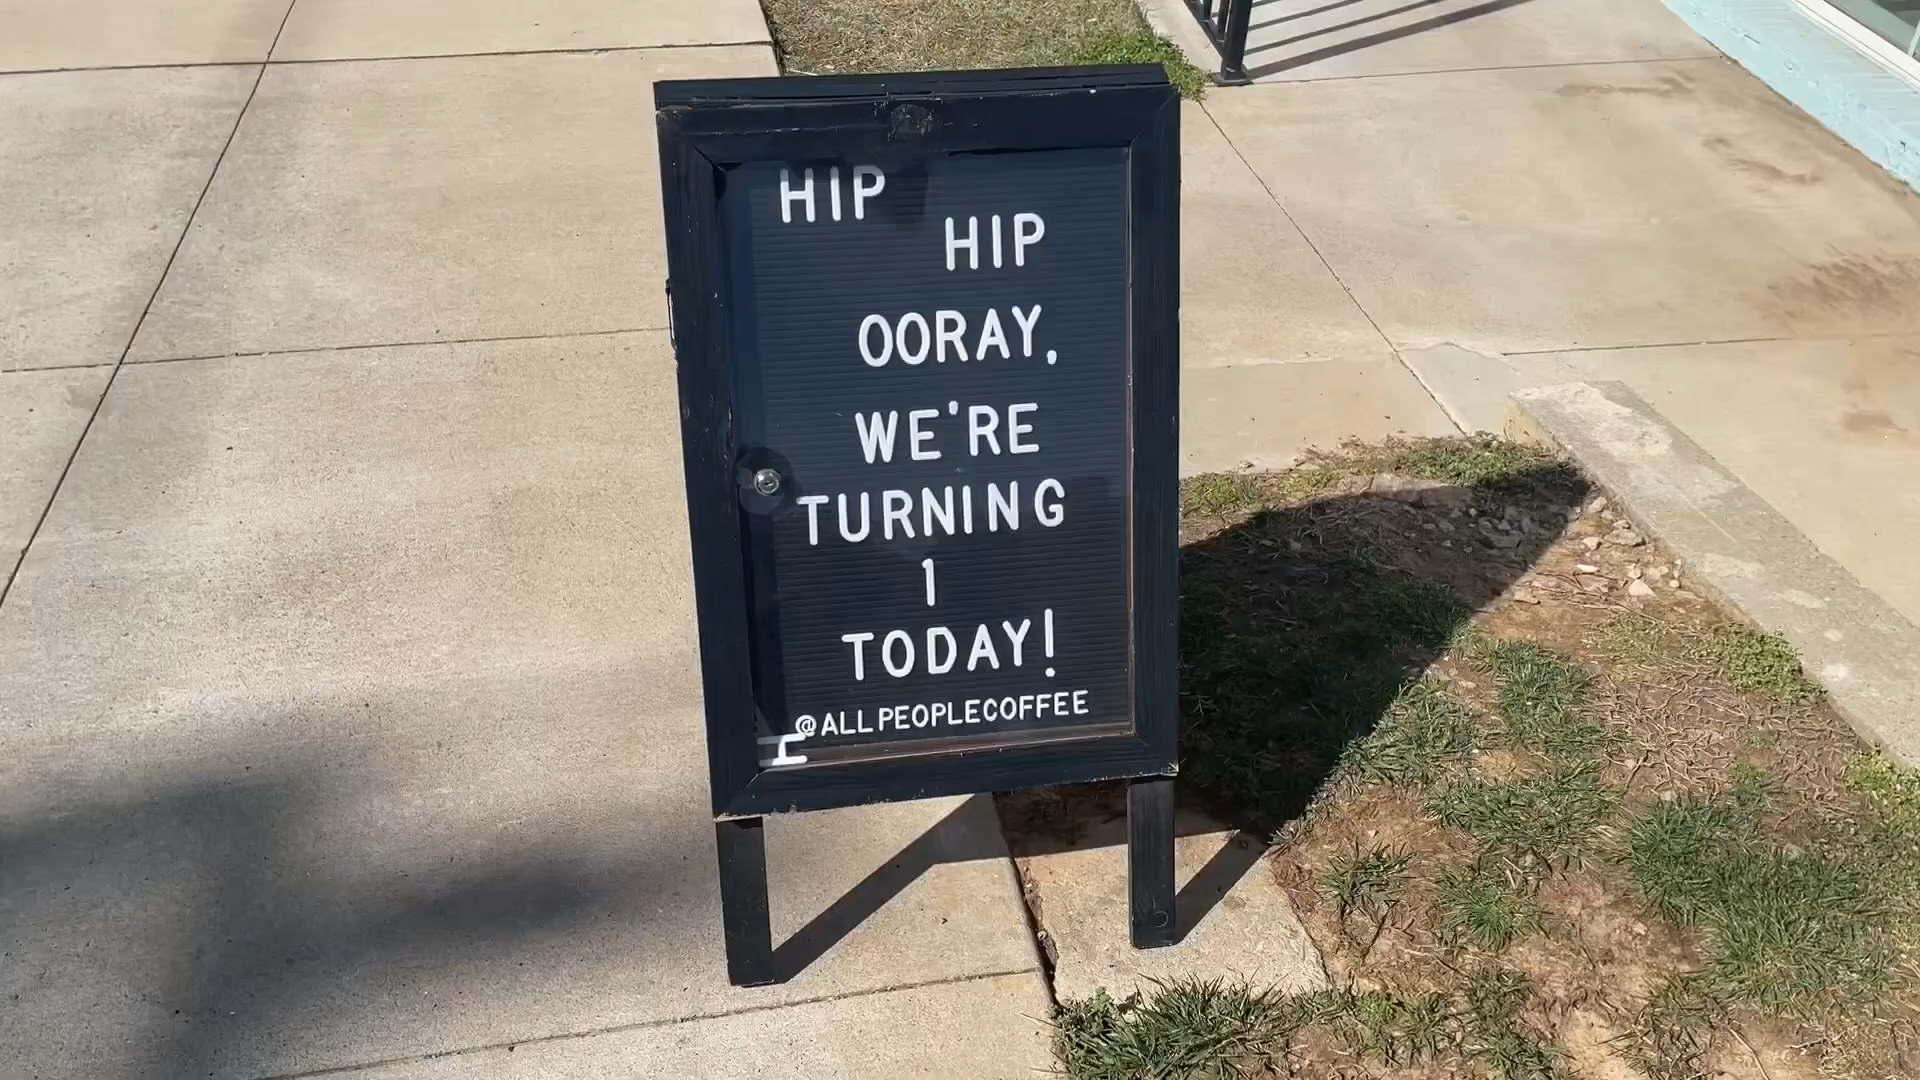 HIP
HIP
OORAY,
WE'RE
TURNING
1
TODAY!
@ALLPEOPLECOFFEE
H